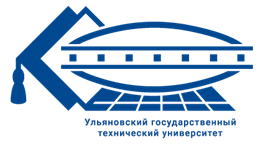 Ульяновский государственный
технический университет